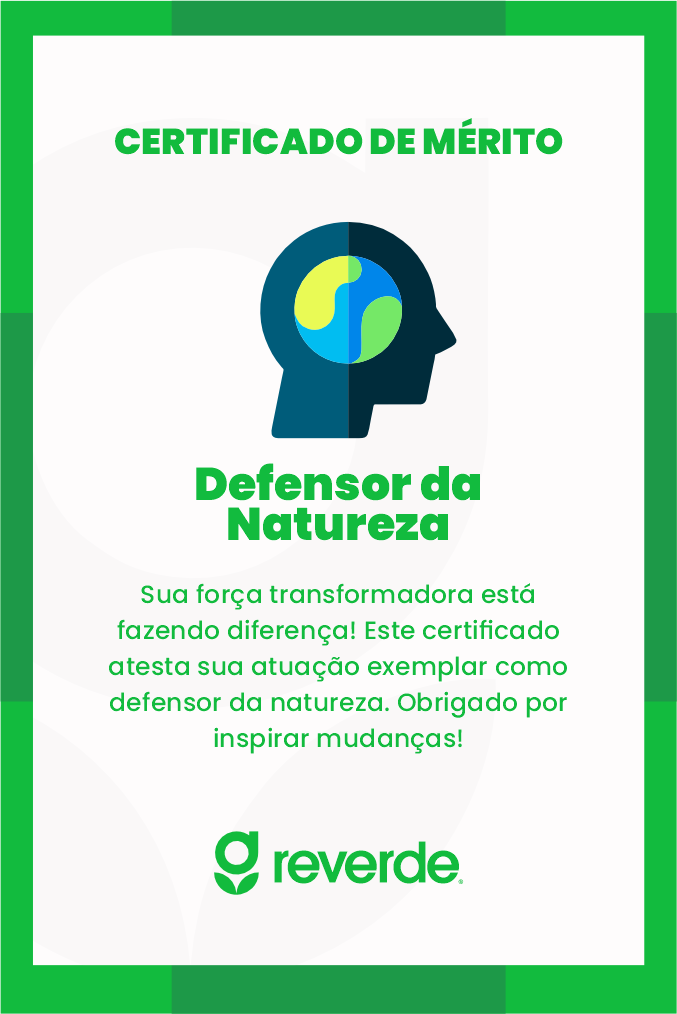 CERTIFICADO DE MÉRITO
Defensor da
Natureza
Sua força transformadora está
fazendo diferença! Este certificado
atesta sua atuação exemplar como
defensor da natureza. Obrigado por
inspirar mudanças!
reverde®